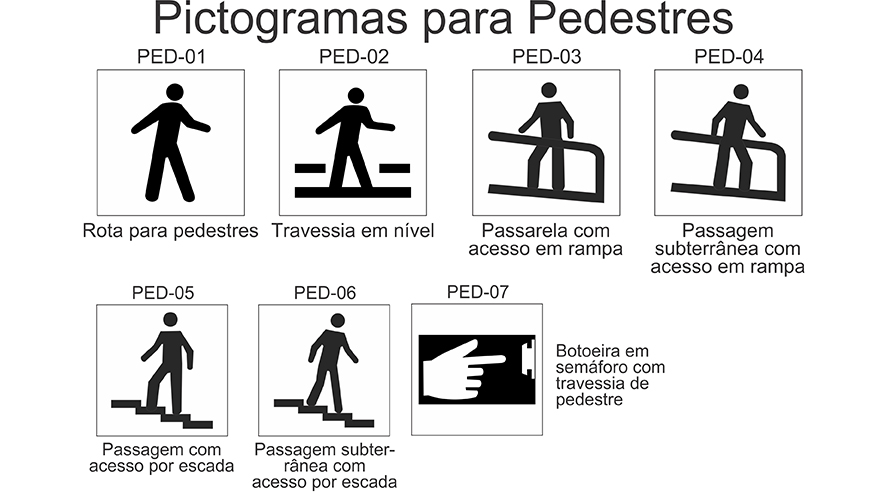 Pictogramas para Pedestres
PED-01
Rota para pedestres
PED-02
Travessia em nível
PED-03
Passarela com
acesso em rampa
PED-04
Passagem
subterrânea com
acesso em rampa
PED-05
Passagem com
acesso por escada
PED-06
Passagem subter-
rânea com
acesso por escada
PED-07
Botoeira em
semáforo com
travessia de
pedestre